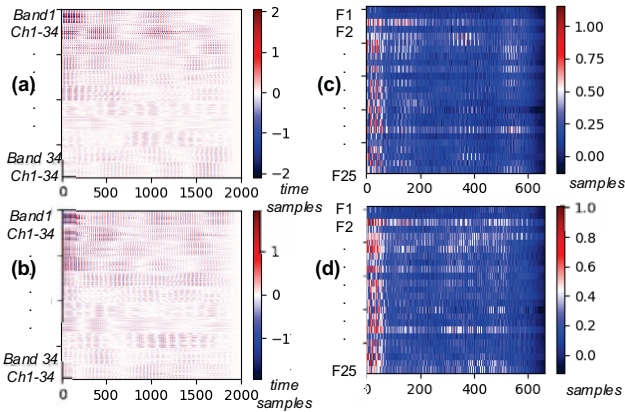 Band1
Ch1-34
.
.
(a)
.
.
Band 34
Ch1-34
0 500 1000 1500 2000
time
samples
2
1
0
−1
−2
F1
F2
.
.
(c)
.
.
F25
0 200 400 600
samples
1.00
0.75
0.50
0.25
0.00
Band1
Ch1-34
.
.
(b)
.
.
Band 34
Ch1-34
0 500 1000 1500 2000
time
samples
1
0
−1
F1
F2
.
.
(d)
.
.
F25
0 200 400 600
samples
1.0
0.8
0.6
0.4
0.2
0.0